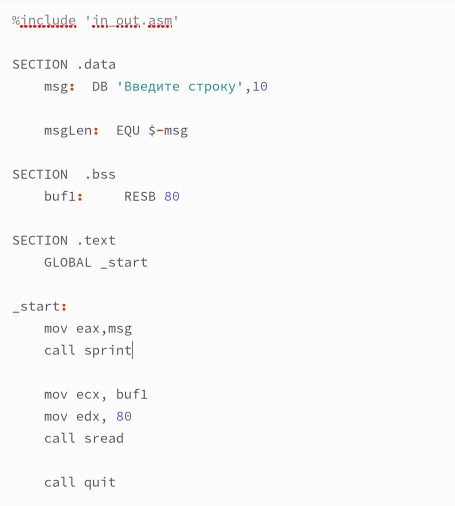 %include 'in_out.asm'
SECTION .data
msg: DB 'Введите строку',10
msgLen: EQU $-msg
SECTION .bss
buf1: RESB 80
SECTION .text
GLOBAL _start
_start:
mov eax,msg
call sprint
mov ecx, buf1
mov edx, 80
call sread
call quit